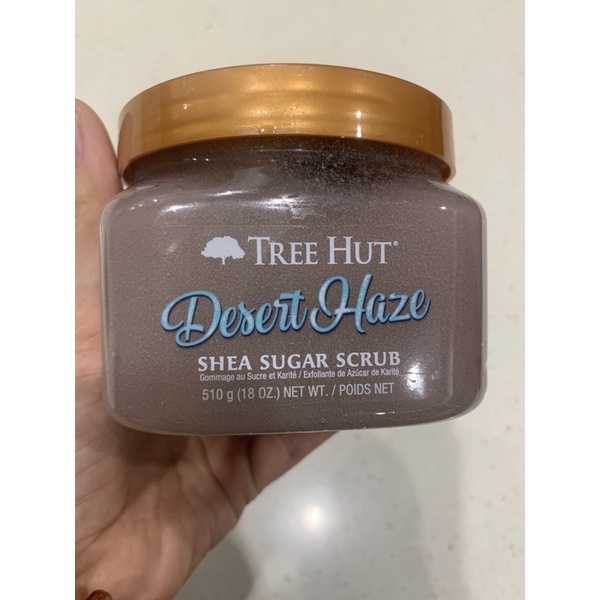 TREE HUT®
Desert Haze
SHEA SUGAR SCRUB
Gommage au Sucre et Karité / Exfoliante de Azúcar de Karité
510 g (18 OZ.) NET WT. / POIDS NET